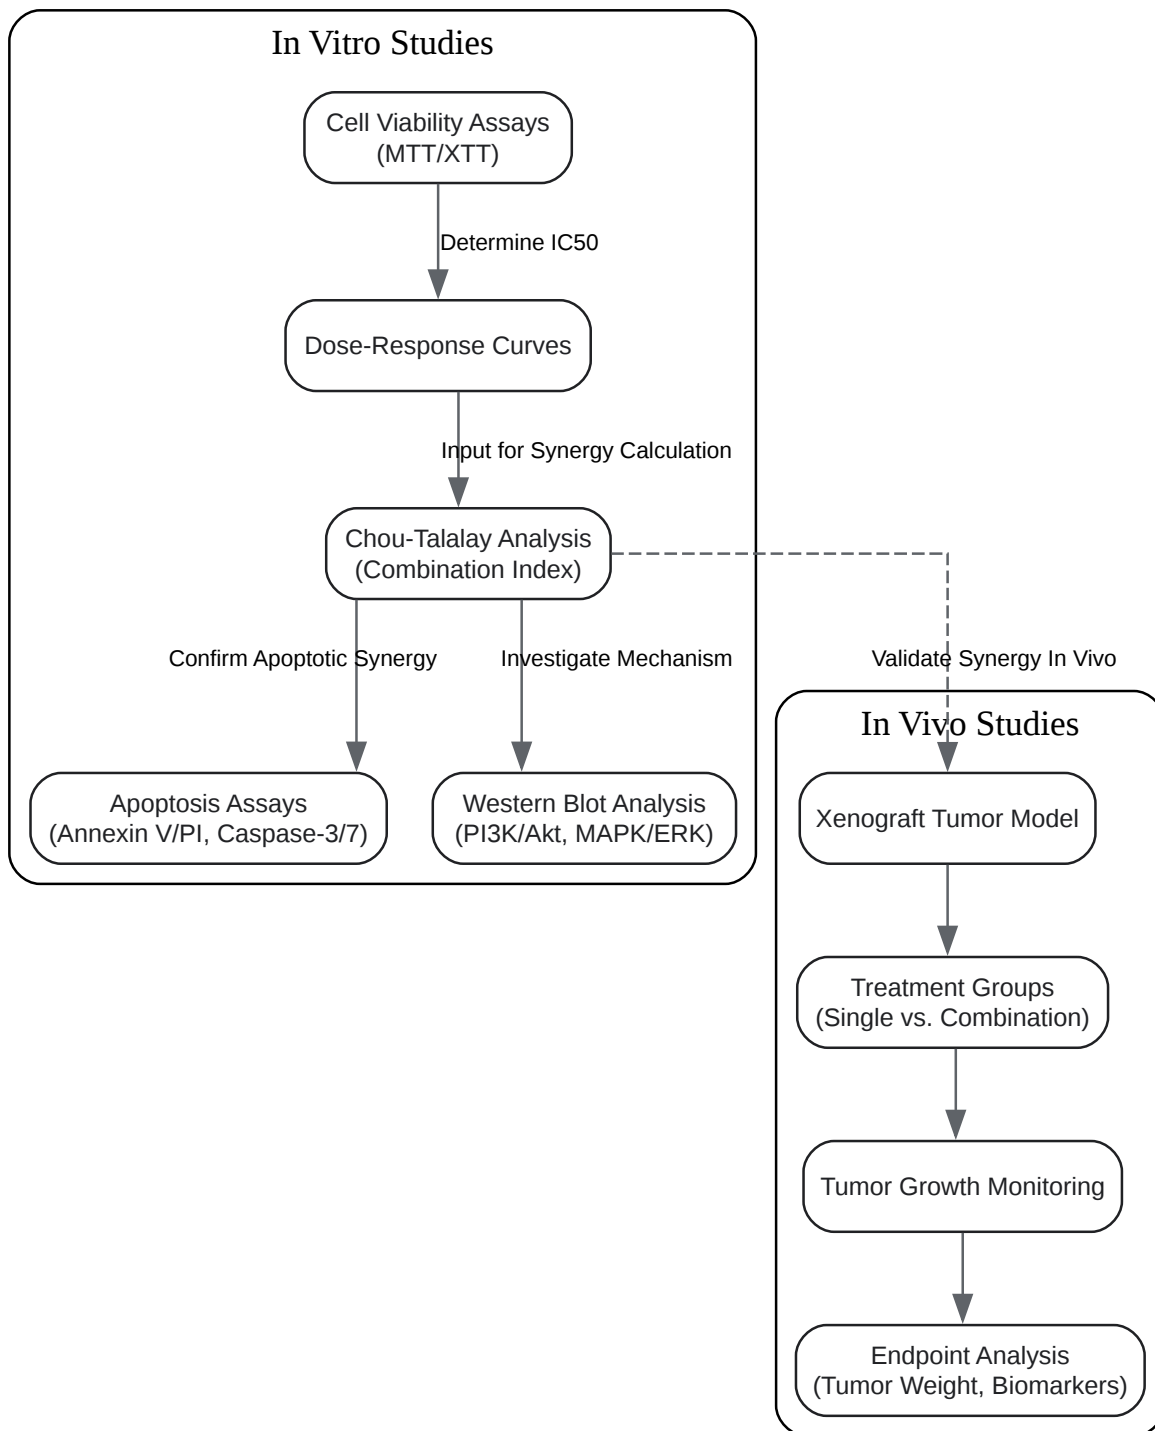 In Vitro Studies
Cell Viability Assays
(MTT/XTT)
Determine IC50
Dose-Response Curves
Input for Synergy Calculation
Chou-Talalay Analysis
(Combination Index)
Confirm Apoptotic Synergy
Investigate Mechanism
Validate Synergy In Vivo
Apoptosis Assays
(Annexin V/PI, Caspase-3/7)
Western Blot Analysis
(PI3K/Akt, MAPK/ERK)
In Vivo Studies
Xenograft Tumor Model
Treatment Groups
(Single vs. Combination)
Tumor Growth Monitoring
Endpoint Analysis
(Tumor Weight, Biomarkers)